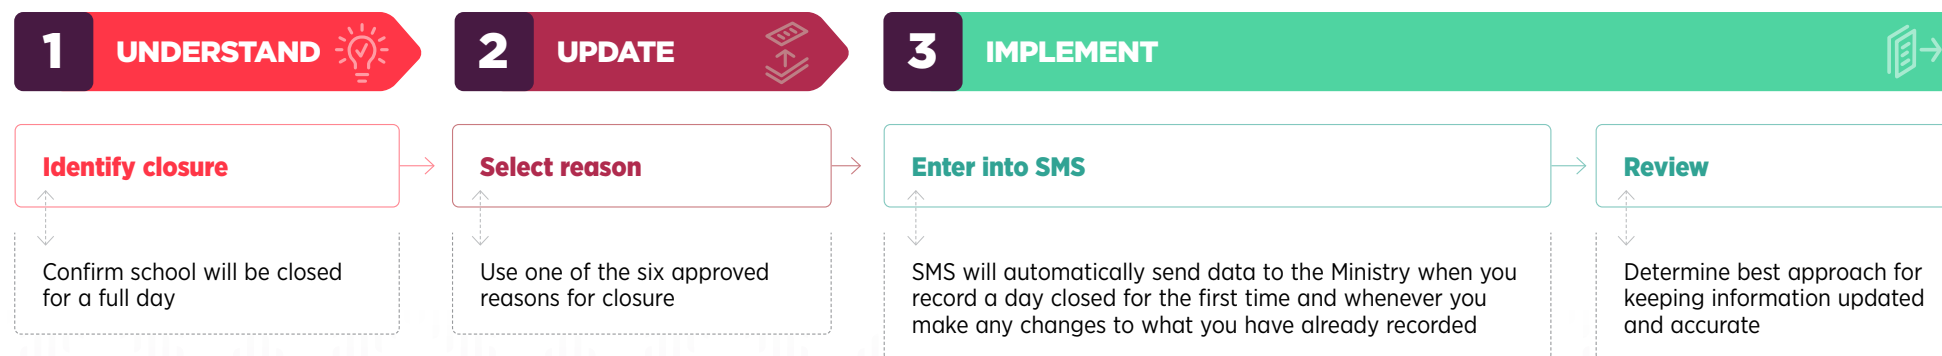 1 UNDERSTAND
2 UPDATE
3 IMPLEMENT
Identify closure
Select reason
Enter into SMS
Review
Confirm school will be closed
for a full day
Use one of the six approved
reasons for closure
SMS will automatically send data to the Ministry when you
record a day closed for the first time and whenever you
make any changes to what you have already recorded
Determine best approach for
keeping information updated
and accurate